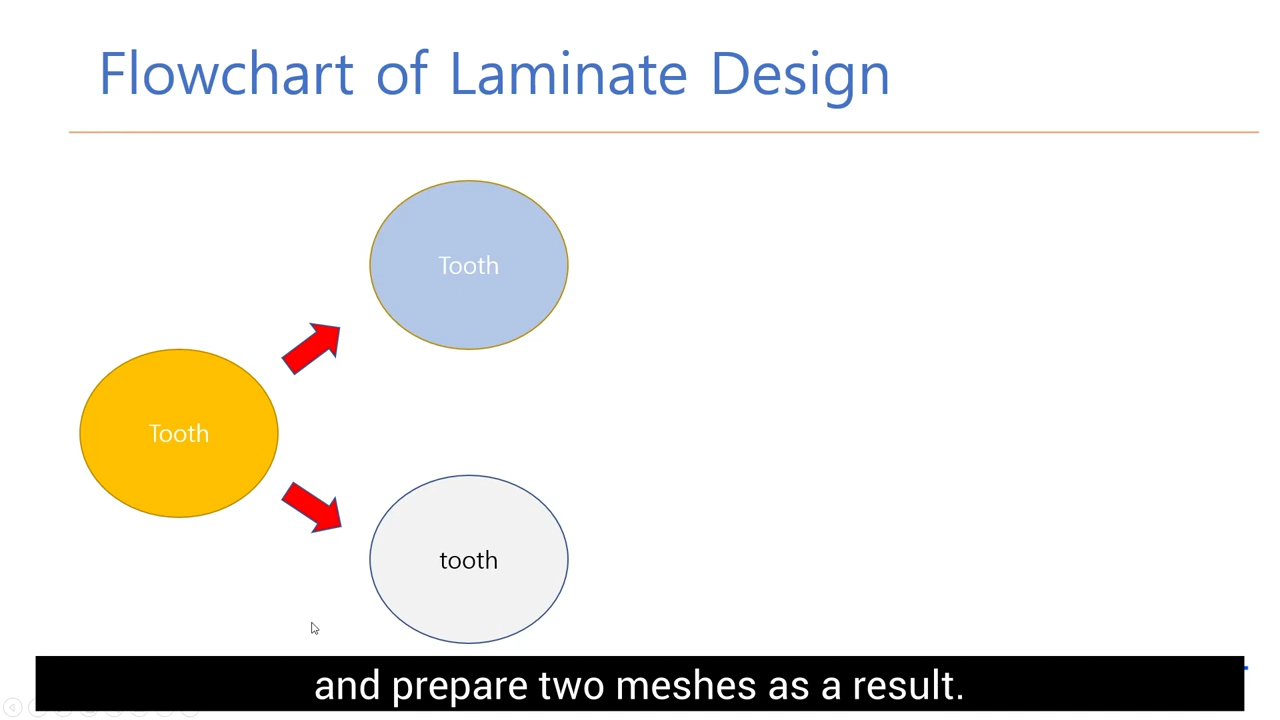 Flowchart of Laminate Design
Tooth
Tooth
tooth
and prepare two meshes as a result.